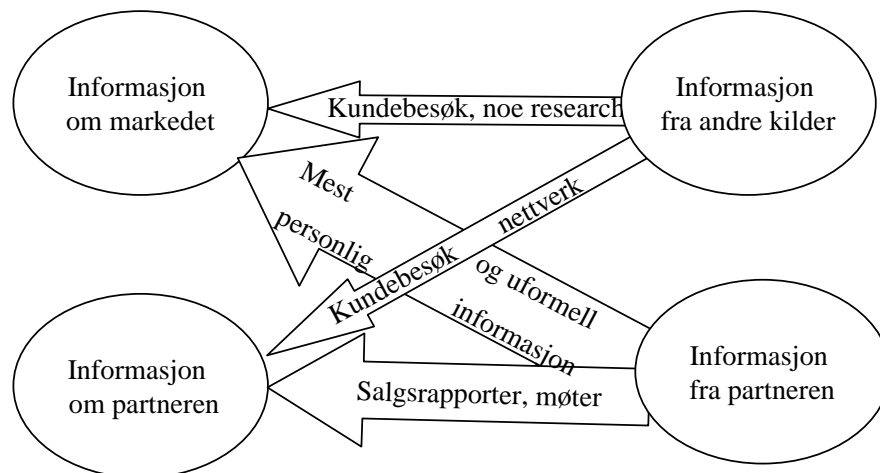 Informasjon
om markedet
Informasjon
fra andre kilder
Kundebesøk, noe research
Mest
personlig
og uformell
informasjon
Kundebesøk nettverk
Informasjon
om partneren
Informasjon
fra partneren
Salgsrapporter, møter